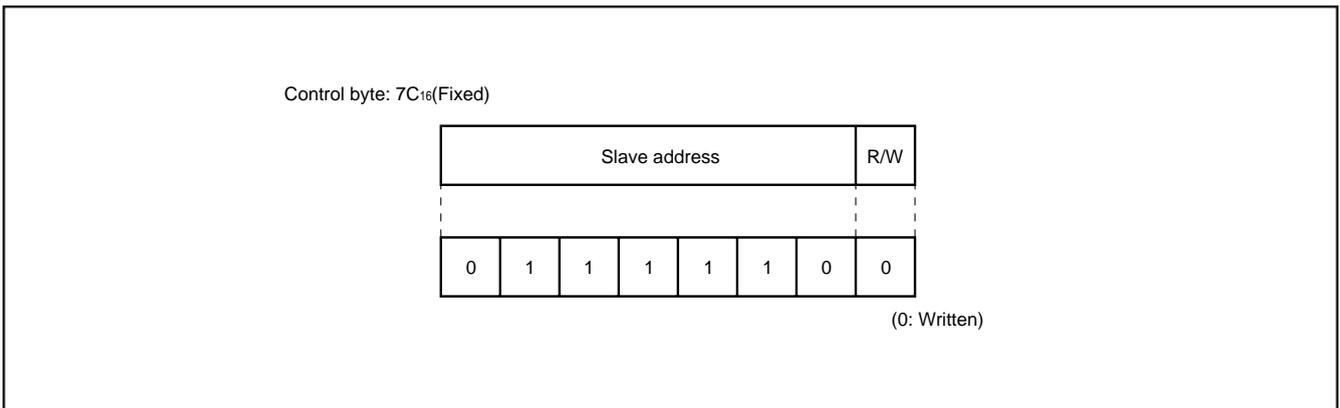 Control byte: 7C16(Fixed)
Slave address R/W
0 1 1 1 1 1 0 0
(0: Written)